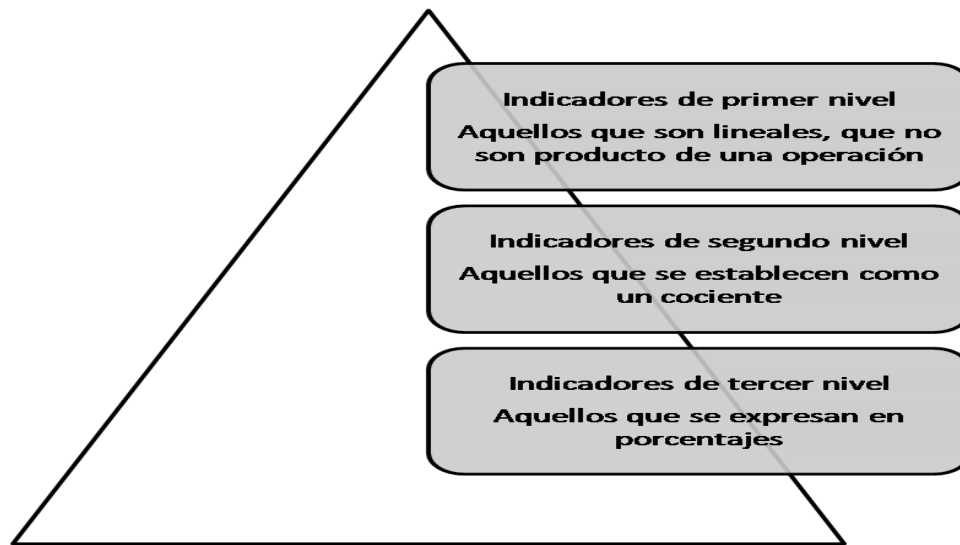 Indicadores de primer nivel
Aquellos que son lineales, que no
son producto de una operación
Indicadores de segundo nivel
Aquellos que se establecen como
un cociente
Indicadores de tercer nivel
Aquellos que se expresan en
porcentajes